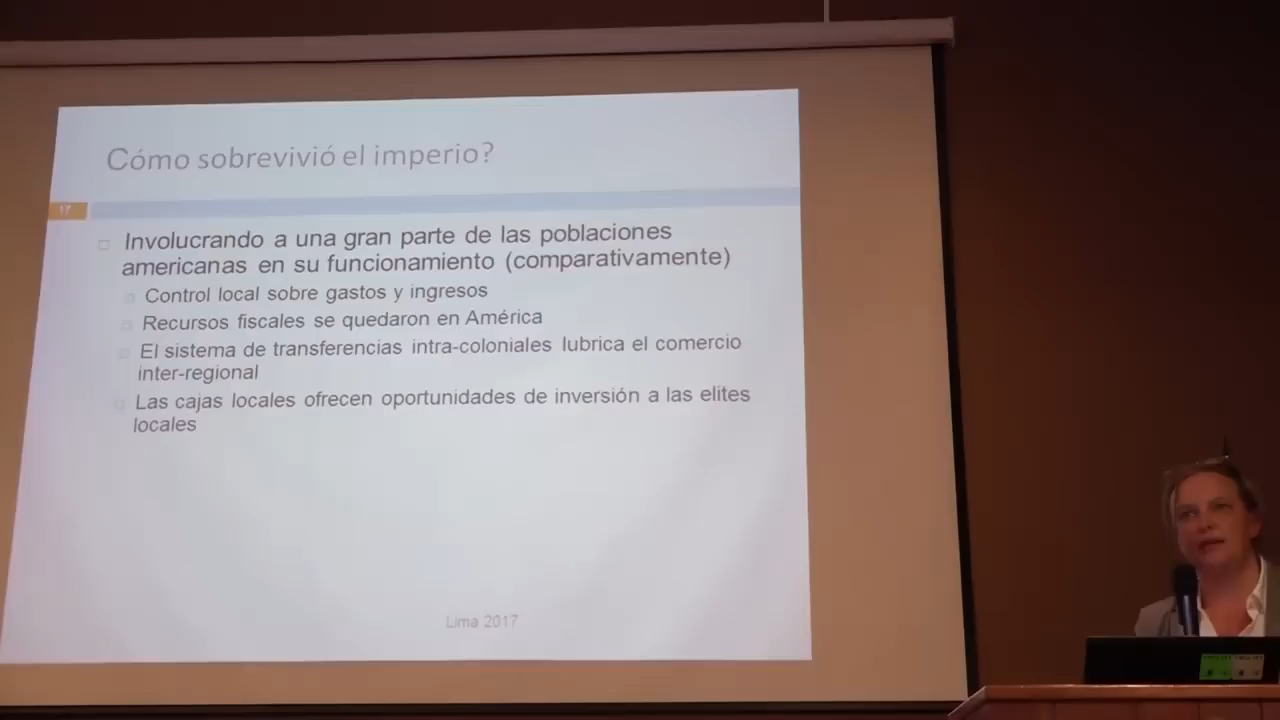 Cómo sobrevivió el imperio?
17
Involucrando a una gran parte de las poblaciones
americanas en su funcionamiento (comparativamente)
Control local sobre gastos y ingresos
Recursos fiscales se quedaron en América
El sistema de transferencias intra-coloniales lubrica el comercio
inter-regional
Las cajas locales ofrecen oportunidades de inversión a las elites
locales
Lima 2017